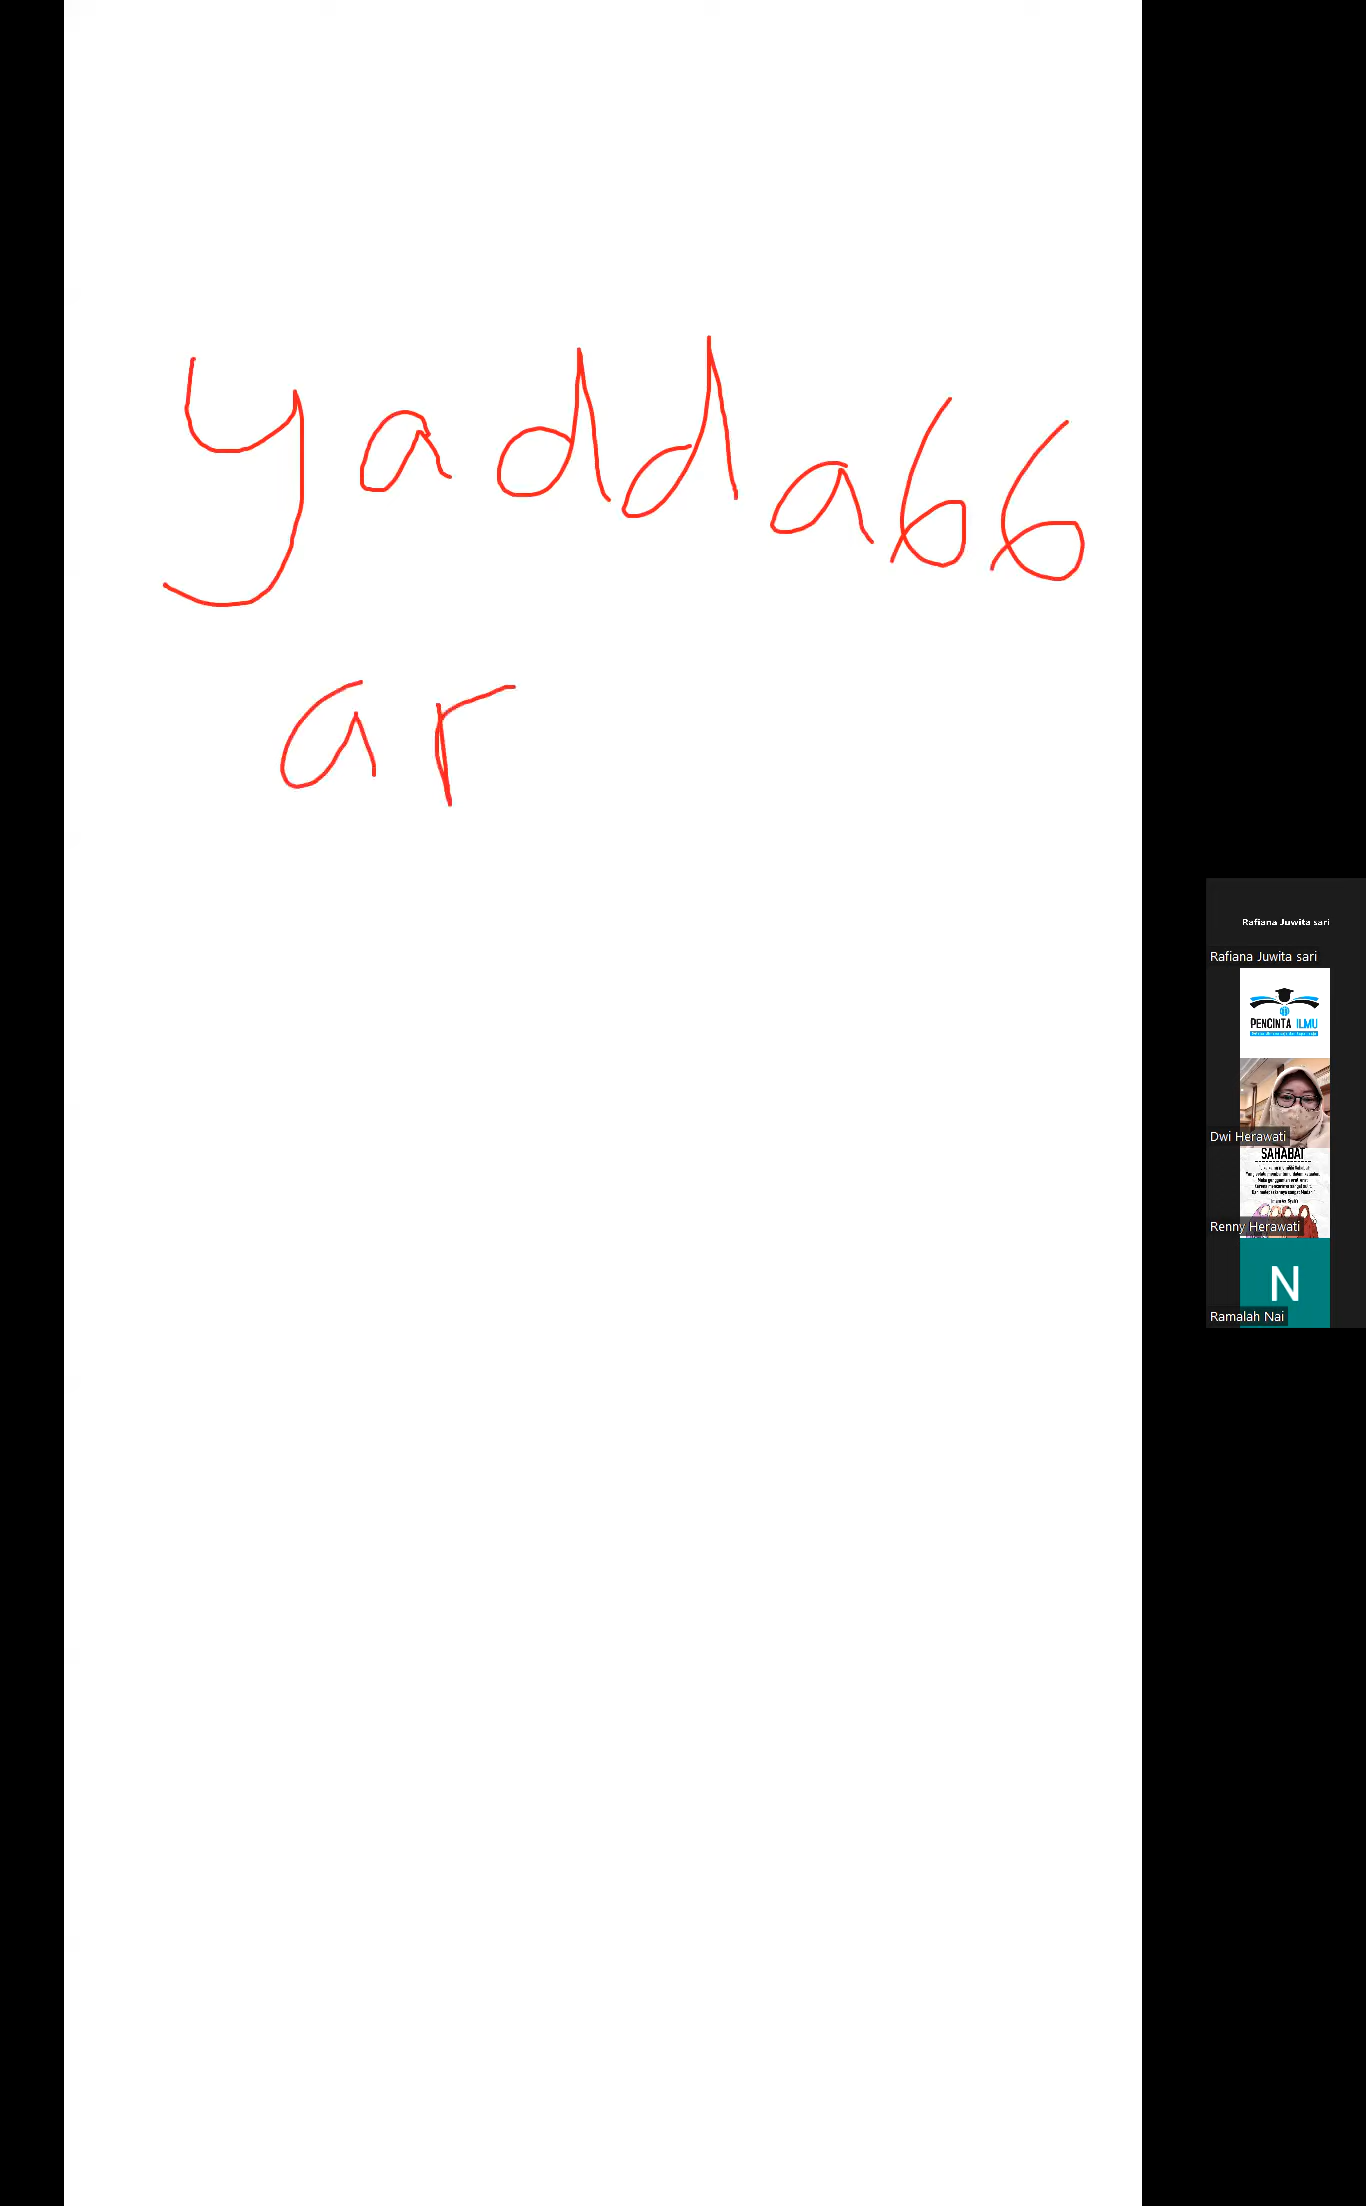 yaddabb
ar
Rafiana Juwita sari
Rafiana Juwita sari
PENCINTA ILMU
Dwi Herawati
SAHABAT
Renny Herawati
N
Ramalah Nai